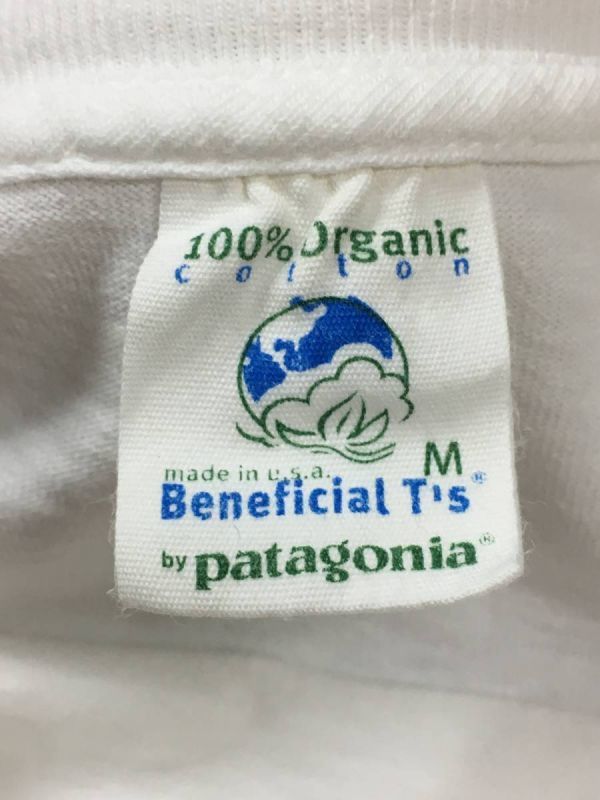 100% Organic
cotton
made in u.s.a. M
Beneficial T's®
by patagonia®